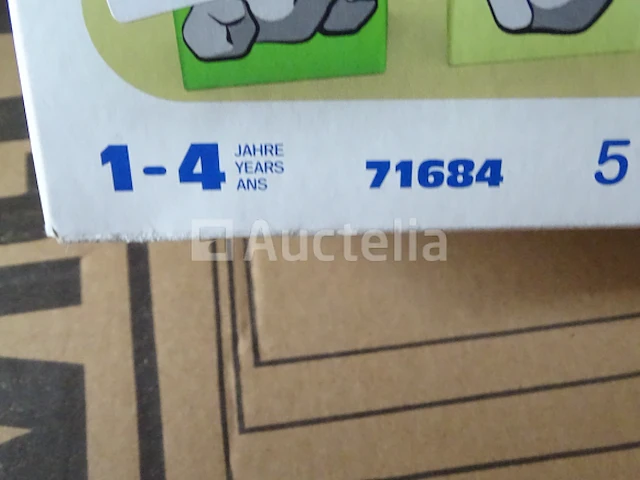 1-4 JAHRE
YEARS
ANS
71684
5
Auctelia